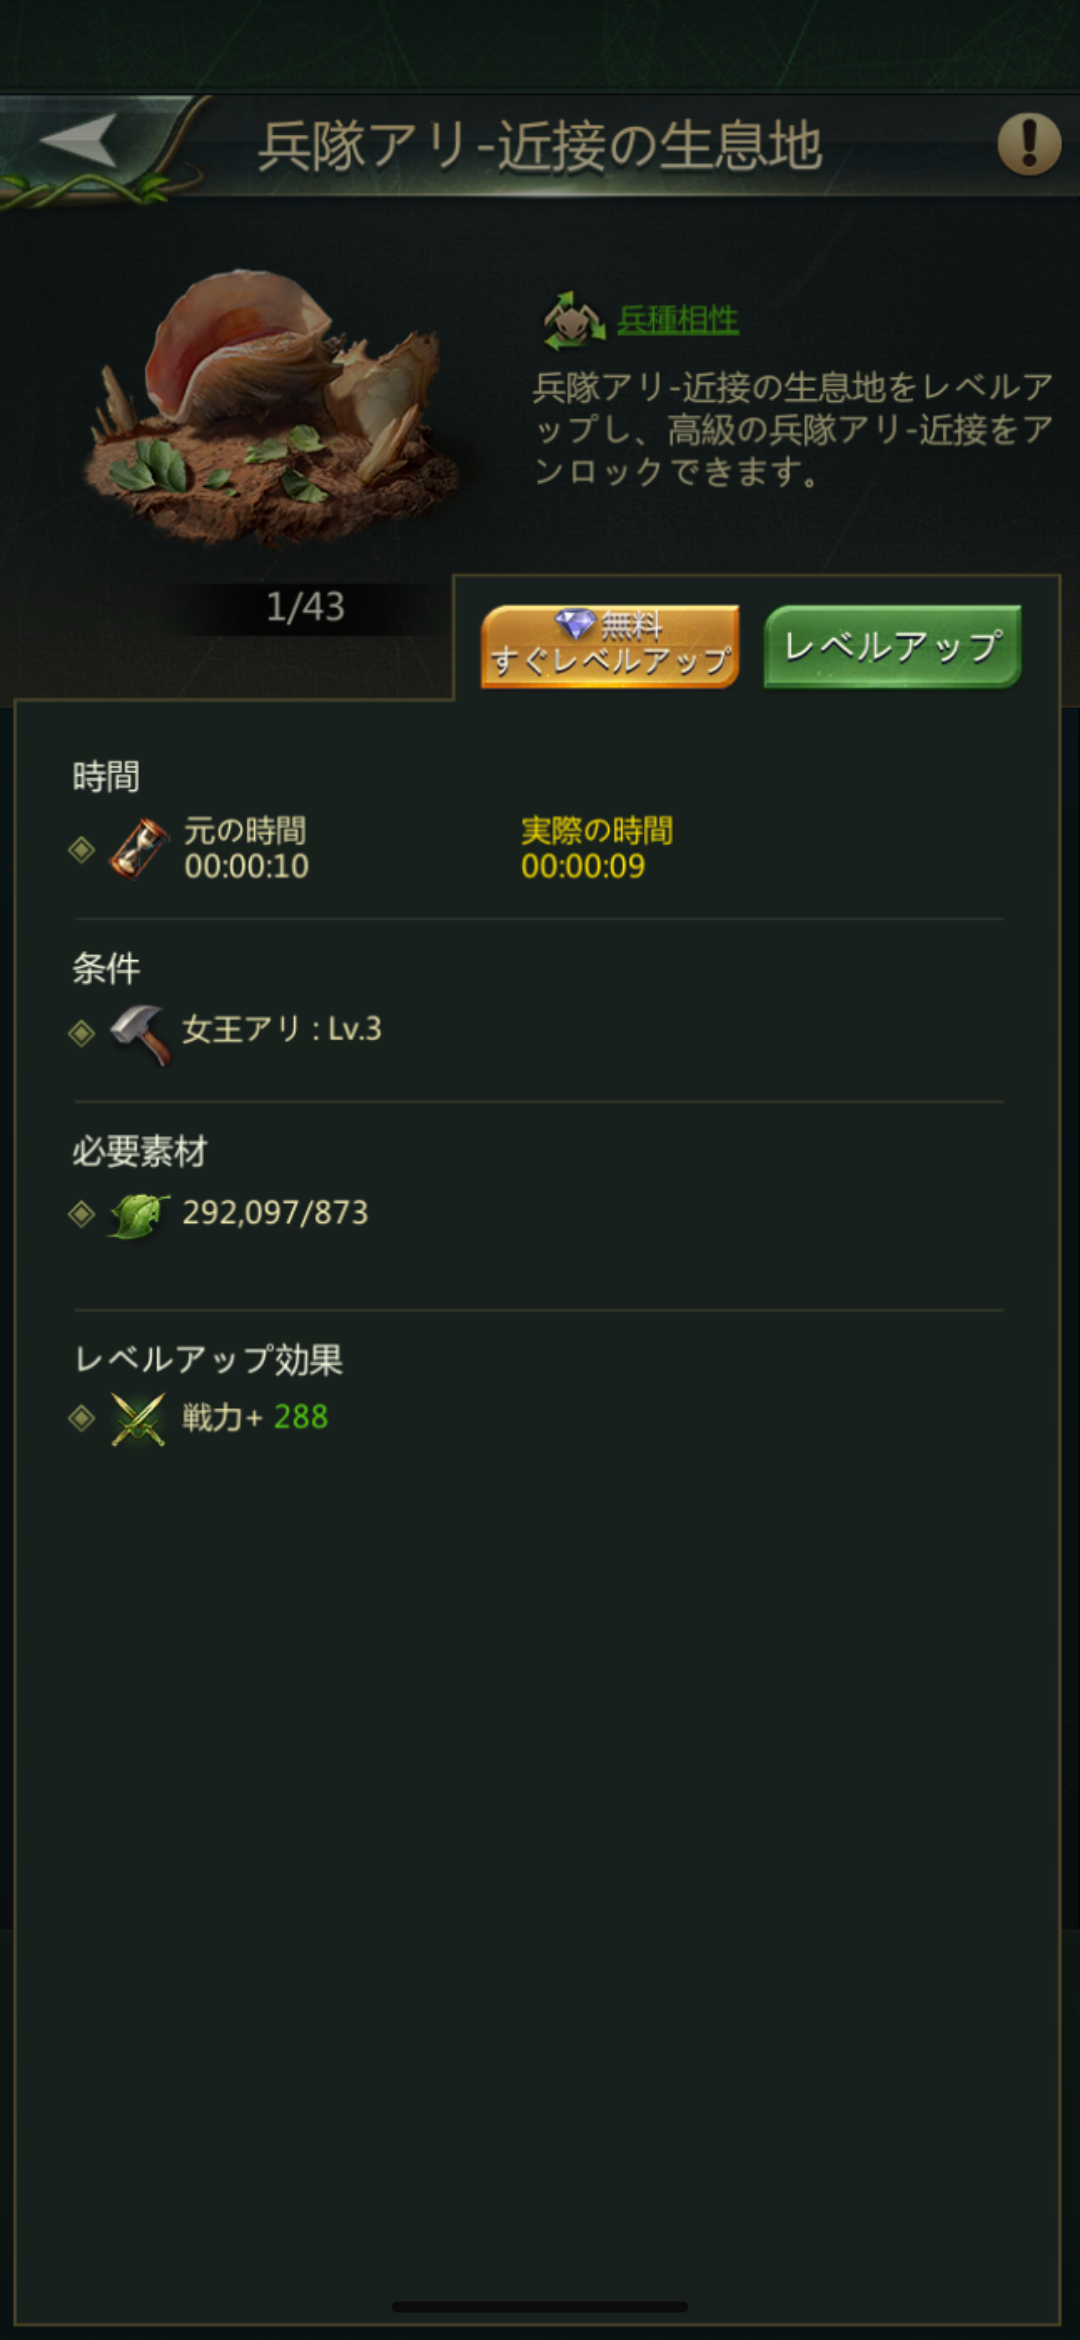 兵隊アリ-近接の生息地
兵種相性
兵隊アリ-近接の生息地をレベルア
ップし、高級の兵隊アリ-近接をア
ンロックできます。
1/43
無料
すぐレベルアップ
レベルアップ
時間
元の時間
00:00:10
実際の時間
00:00:09
条件
女王アリ : Lv.3
必要素材
292,097/873
レベルアップ効果
戦力+ 288